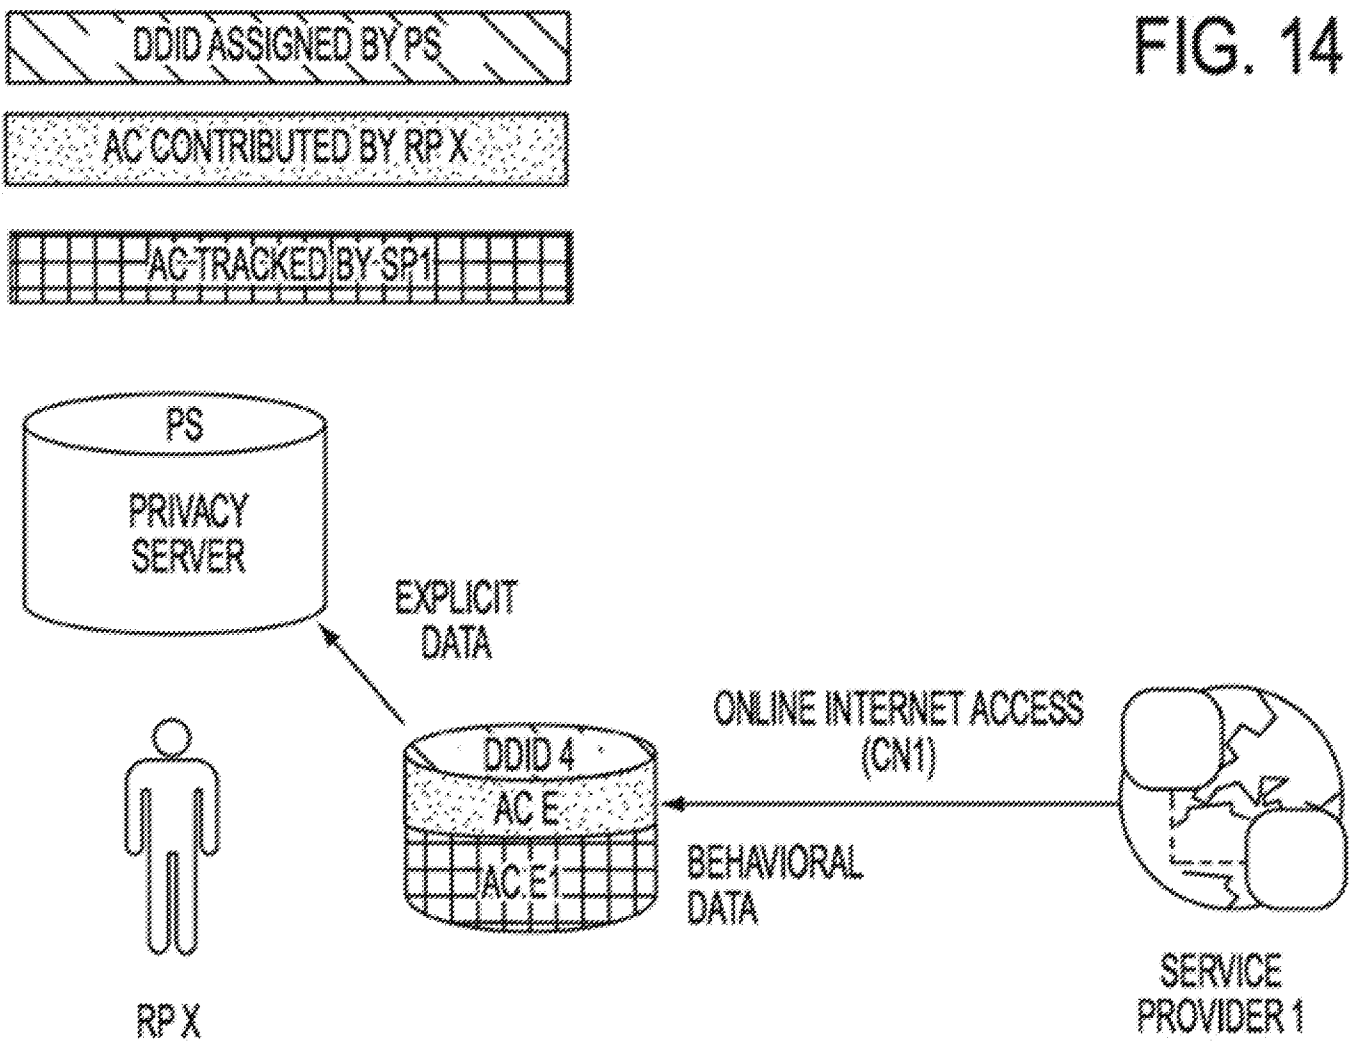 FIG. 14
DDID ASSIGNED BY PS
AC CONTRIBUTED BY RP X
AC TRACKED BY SP1
PS
PRIVACY
SERVER
EXPLICIT
DATA
ONLINE INTERNET ACCESS
(CN1)
DDID 4
AC E
AC E1
BEHAVIORAL
DATA
RP X
SERVICE
PROVIDER 1